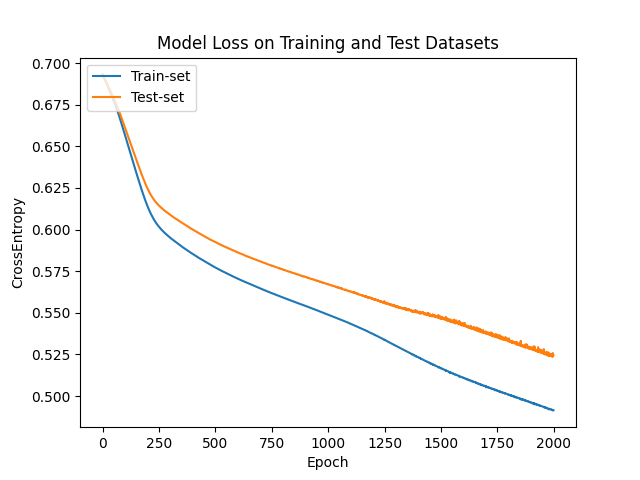 Model Loss on Training and Test Datasets
0.700
Train-set
Test-set
0.675
0.650
0.625
0.600
0.575
0.550
0.525
0.500
CrossEntropy
0 250 500 750 1000 1250 1500 1750 2000
Epoch